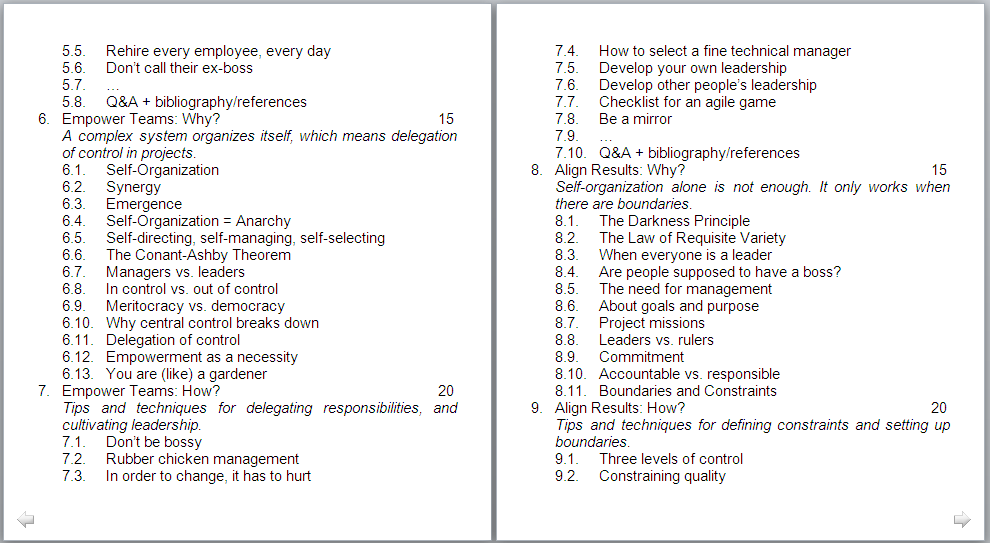 5.5. Rehire every employee, every day
5.6. Don't call their ex-boss
5.7. ...
5.8. Q&A + bibliography/references
6. Empower Teams: Why? 15
A complex system organizes itself, which means delegation
of control in projects.
6.1. Self-Organization
6.2. Synergy
6.3. Emergence
6.4. Self-Organization = Anarchy
6.5. Self-directing, self-managing, self-selecting
6.6. The Conant-Ashby Theorem
6.7. Managers vs. leaders
6.8. In control vs. out of control
6.9. Meritocracy vs. democracy
6.10. Why central control breaks down
6.11. Delegation of control
6.12. Empowerment as a necessity
6.13. You are (like) a gardener
7. Empower Teams: How? 20
Tips and techniques for delegating responsibilities, and
cultivating leadership.
7.1. Don't be bossy
7.2. Rubber chicken management
7.3. In order to change, it has to hurt
7.4. How to select a fine technical manager
7.5. Develop your own leadership
7.6. Develop other people's leadership
7.7. Checklist for an agile game
7.8. Be a mirror
7.9. ...
7.10. Q&A + bibliography/references
8. Align Results: Why? 15
Self-organization alone is not enough. It only works when
there are boundaries.
8.1. The Darkness Principle
8.2. The Law of Requisite Variety
8.3. When everyone is a leader
8.4. Are people supposed to have a boss?
8.5. The need for management
8.6. About goals and purpose
8.7. Project missions
8.8. Leaders vs. rulers
8.9. Commitment
8.10. Accountable vs. responsible
8.11. Boundaries and Constraints
9. Align Results: How? 20
Tips and techniques for defining constraints and setting up
boundaries.
9.1. Three levels of control
9.2. Constraining quality